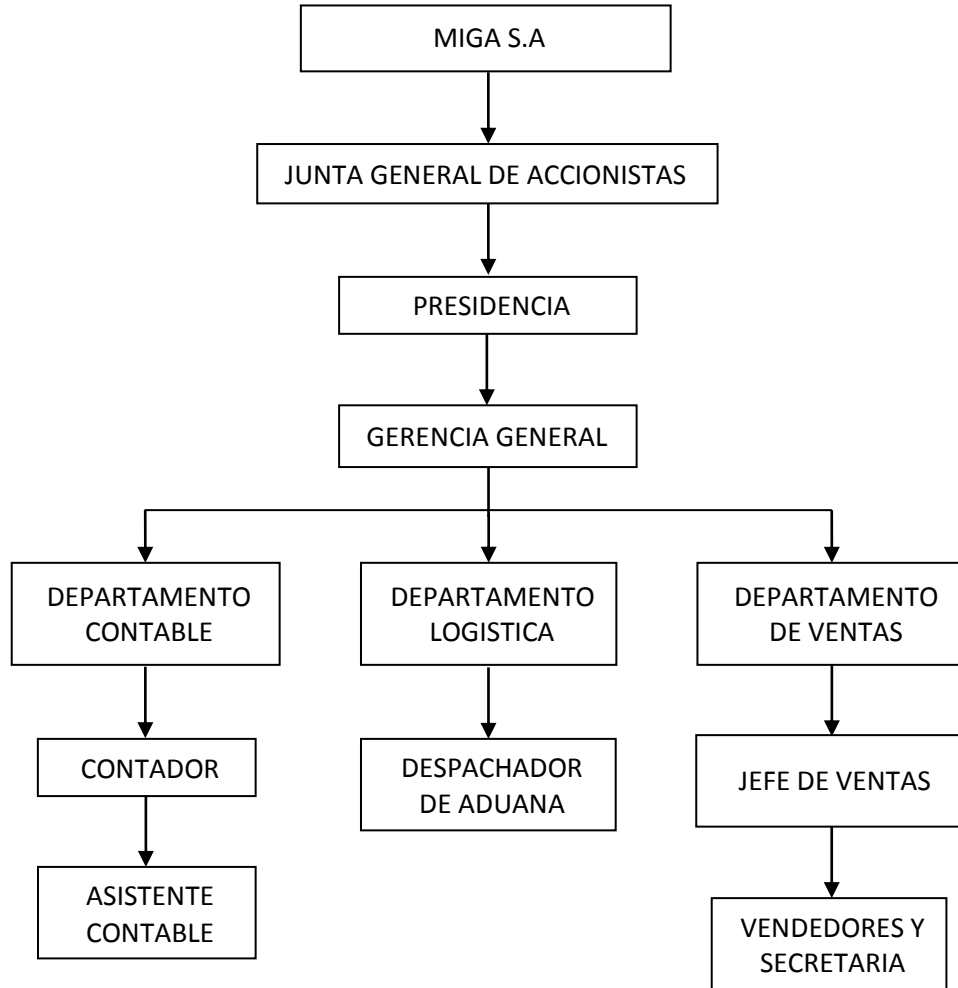 MIGA S.A
JUNTA GENERAL DE ACCIONISTAS
PRESIDENCIA
GERENCIA GENERAL
DEPARTAMENTO
CONTABLE
DEPARTAMENTO
LOGISTICA
DEPARTAMENTO
DE VENTAS
CONTADOR
DESPACHADOR
DE ADUANA
JEFE DE VENTAS
ASISTENTE
CONTABLE
VENDEDORES Y
SECRETARIA